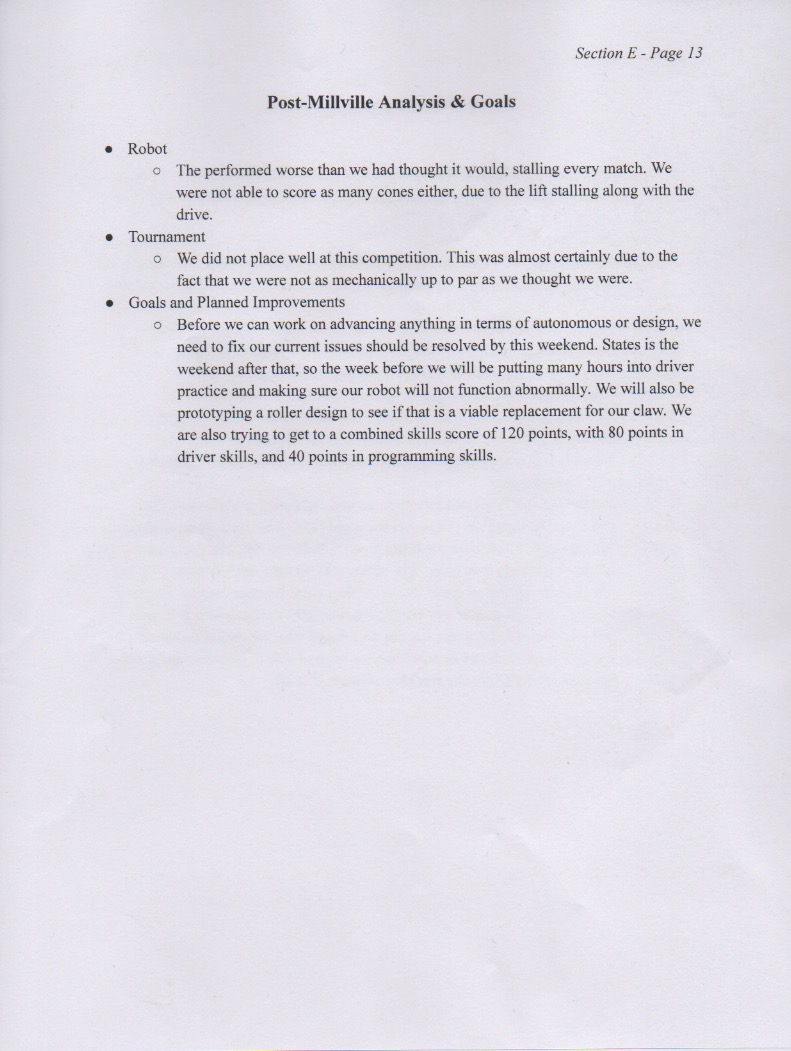 Section E - Page 13
Post-Millville Analysis & Goals
● Robot
○ The performed worse than we had thought it would, stalling every match. We
were not able to score as many cones either, due to the lift stalling along with the
drive.
● Tournament
○ We did not place well at this competition. This was almost certainly due to the
fact that we were not as mechanically up to par as we thought we were.
● Goals and Planned Improvements
○ Before we can work on advancing anything in terms of autonomous or design, we
need to fix our current issues should be resolved by this weekend. States is the
weekend after that, so the week before we will be putting many hours into driver
practice and making sure our robot will not function abnormally. We will also be
prototyping a roller design to see if that is a viable replacement for our claw. We
are also trying to get to a combined skills score of 120 points, with 80 points in
driver skills, and 40 points in programming skills.